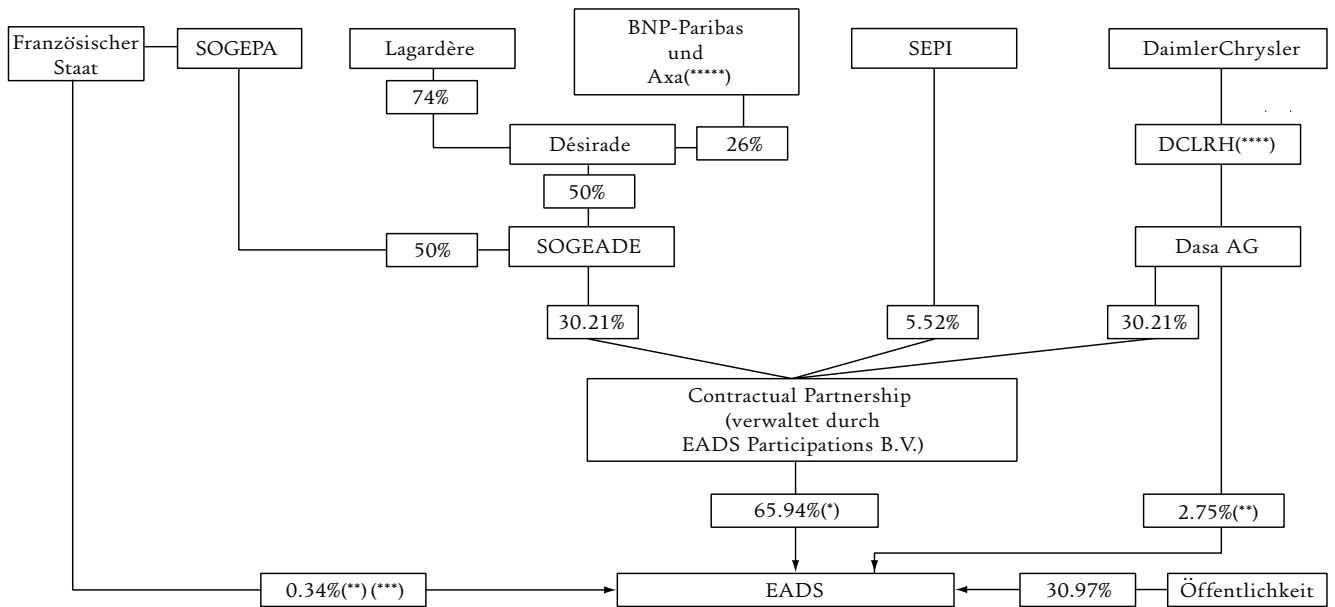 Französischer
Staat
SOGEPA
Lagardère
BNP-Paribas
und
Axa(*****)
SEPI
DaimlerChrysler
74%
Désirade
26%
DCLRH(****)
50%
50%
SOGEADE
Dasa AG
30.21%
5.52%
30.21%
Contractual Partnership
(verwaltet durch
EADS Participations B.V.)
65.94%(*)
2.75%(**)
0.34%(**) (***)
EADS
30.97%
Öffentlichkeit